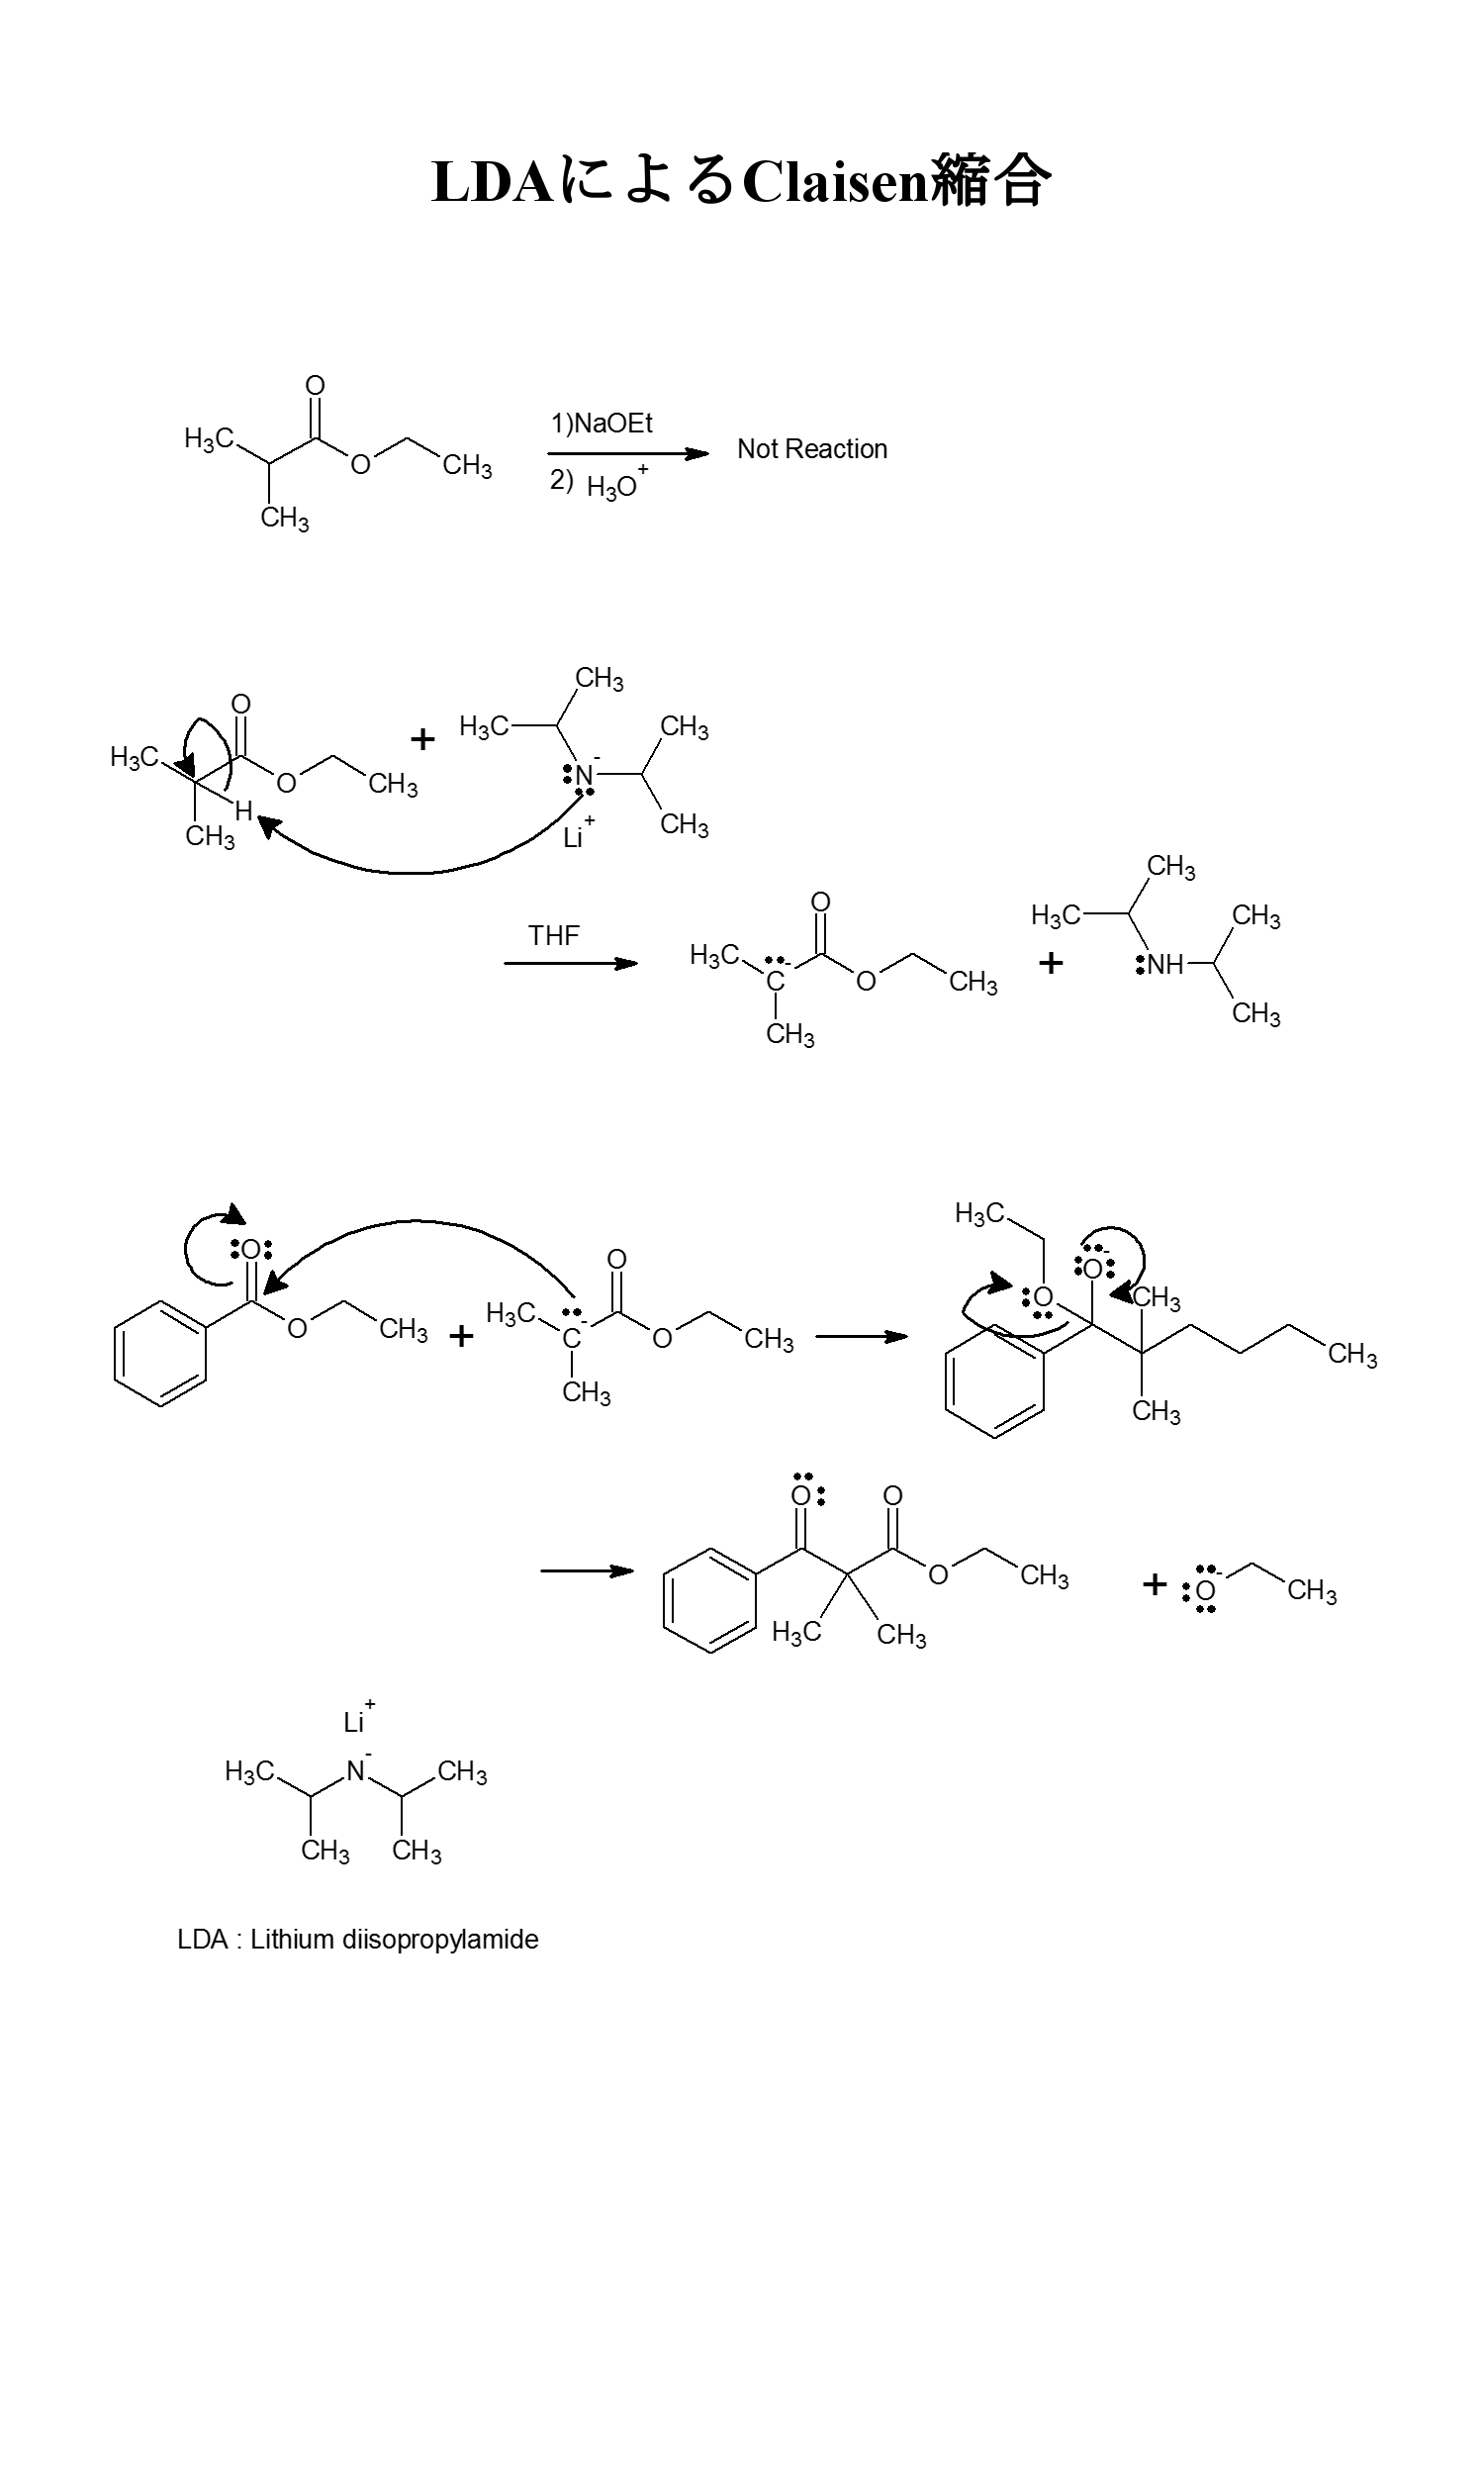 LDAによるClaisen縮合
O
H3C
O
CH3
CH3
1)NaOEt
2) H3O+
Not Reaction
O
H3C
O
CH3
H
CH3
+
CH3
H3C
CH3
N-
Li+
CH3
THF
O
H3C
C-
O
CH3
CH3
+
CH3
H3C
CH3
NH
CH3
O
O
CH3
+
O
H3C
C-
O
CH3
CH3
H3C
O-
O
CH3
CH3
CH3
O
O
O
CH3
H3C
CH3
+
O-
CH3
Li+
H3C
N-
CH3
CH3
CH3
LDA : Lithium diisopropylamide